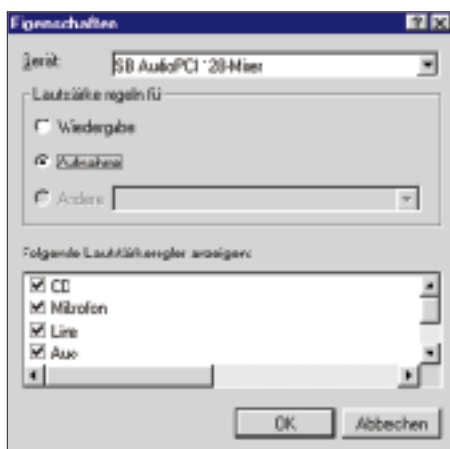 Eigenschaften
Gerät: SB AudioPCI 128-Mixer
Lautstärke regeln für
Wiedergabe
Aufnahme
Andere
Folgende Lautstärkeregler anzeigen:
CD
Mikrofon
Line
Aux
OK Abbrechen